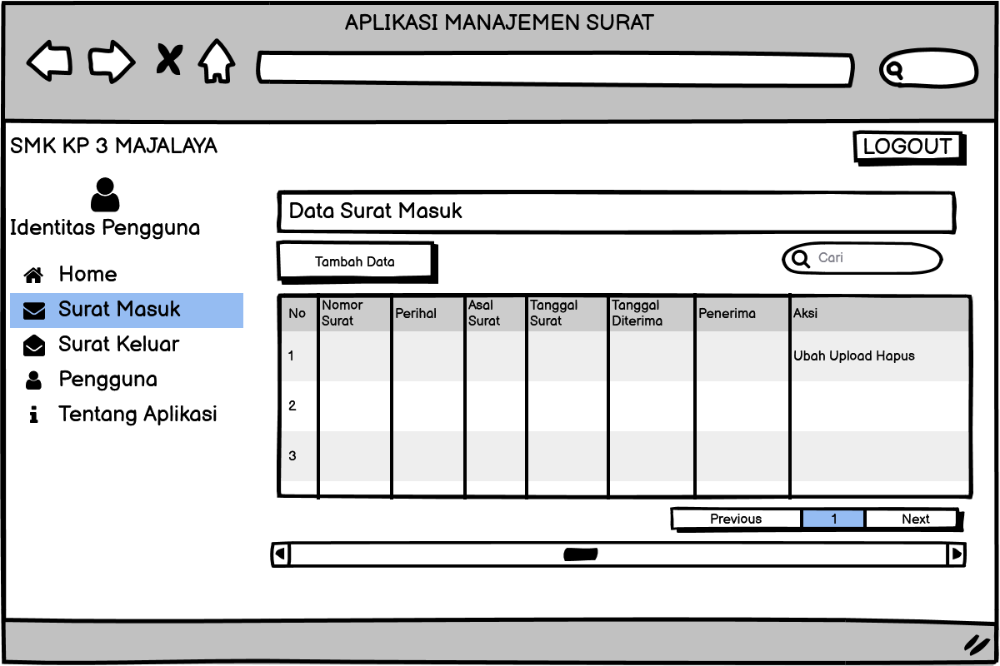 APLIKASI MANAJEMEN SURAT
SMK KP 3 MAJALAYA
LOGOUT
Identitas Pengguna
Home
Surat Masuk
Surat Keluar
Pengguna
Tentang Aplikasi
Data Surat Masuk
Tambah Data
Cari
No
Nomor
Surat
Perihal
Asal
Surat
Tanggal
Surat
Tanggal
Diterima
Penerima
Aksi
1
Ubah Upload Hapus
2
3
Previous
1
Next